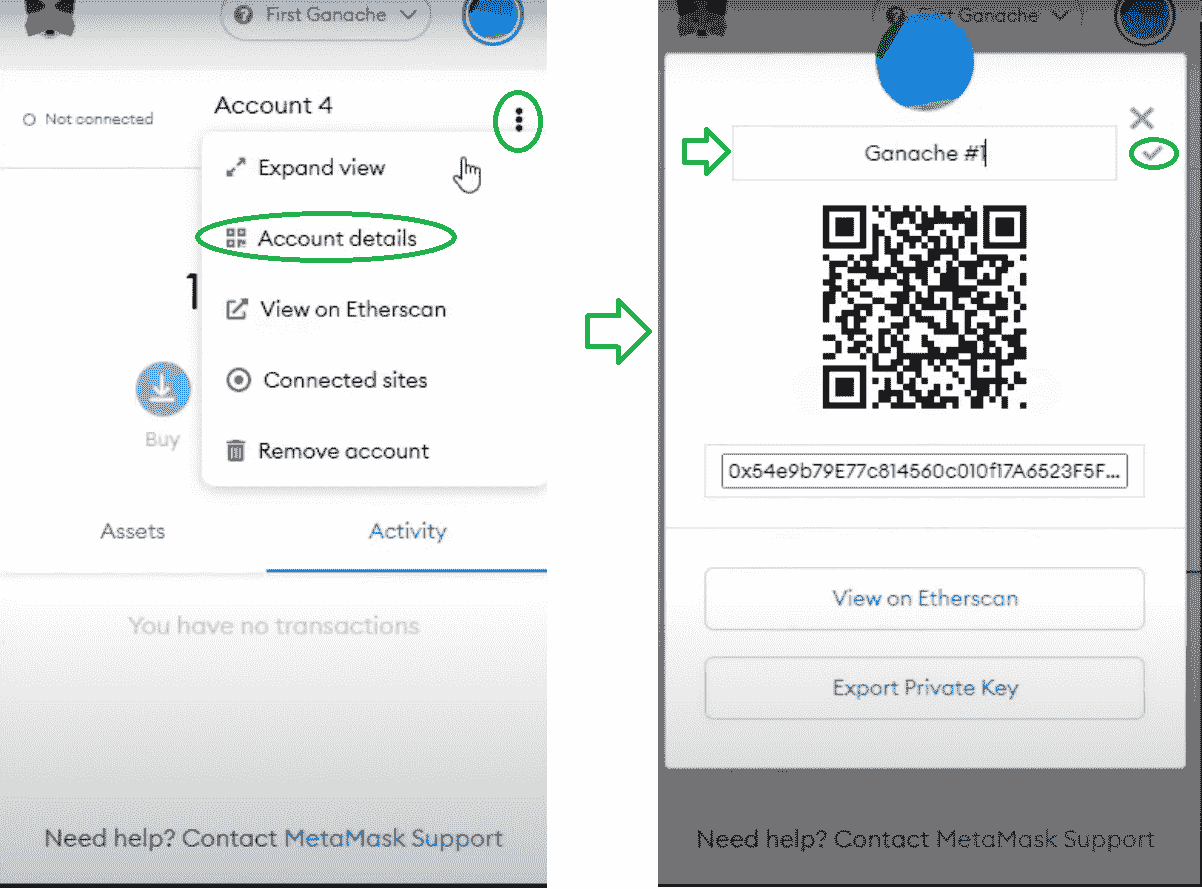 First Ganache
Account 4
Not connected
Expand view
Account details
View on Etherscan
Connected sites
Remove account
1
Buy
Assets
Activity
You have no transactions
Need help? Contact MetaMask Support
First Ganache
Ganache #1
0x54e9b79E77c814560c010f17A6523F5F...
View on Etherscan
Export Private Key
Need help? Contact MetaMask Support